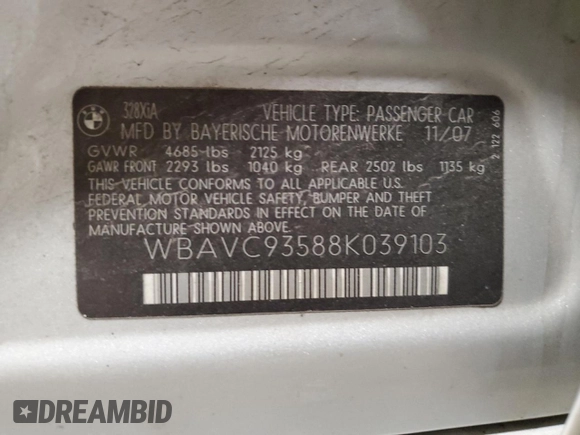 BMW
328XiA
VEHICLE TYPE: PASSENGER CAR
MFD BY BAYERISCHE MOTORENWERKE 11/07
GVWR 4685-lbs 2125 kg
GAWR FRONT 2293 lbs 1040 kg REAR 2502 lbs 1135 kg
THIS VEHICLE CONFORMS TO ALL APPLICABLE U.S.
FEDERAL MOTOR VEHICLE SAFETY, BUMPER AND THEFT
PREVENTION STANDARDS IN EFFECT ON THE DATE OF
MANUFACTURE SHOWN ABOVE.
WBAVC93588K039103
2 122 606
DREAMBID